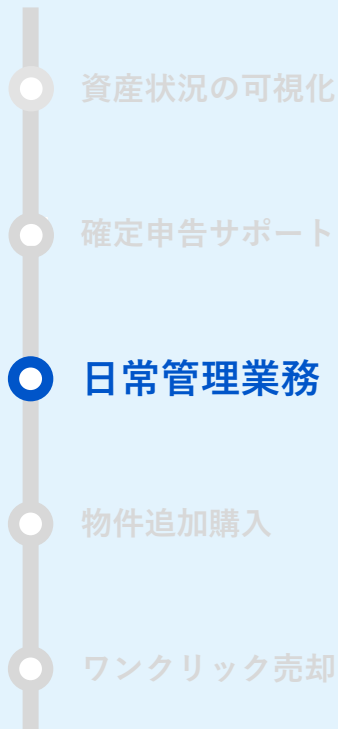 資産状況の可視化
確定申告サポート
日常管理業務
物件追加購入
ワンクリック売却